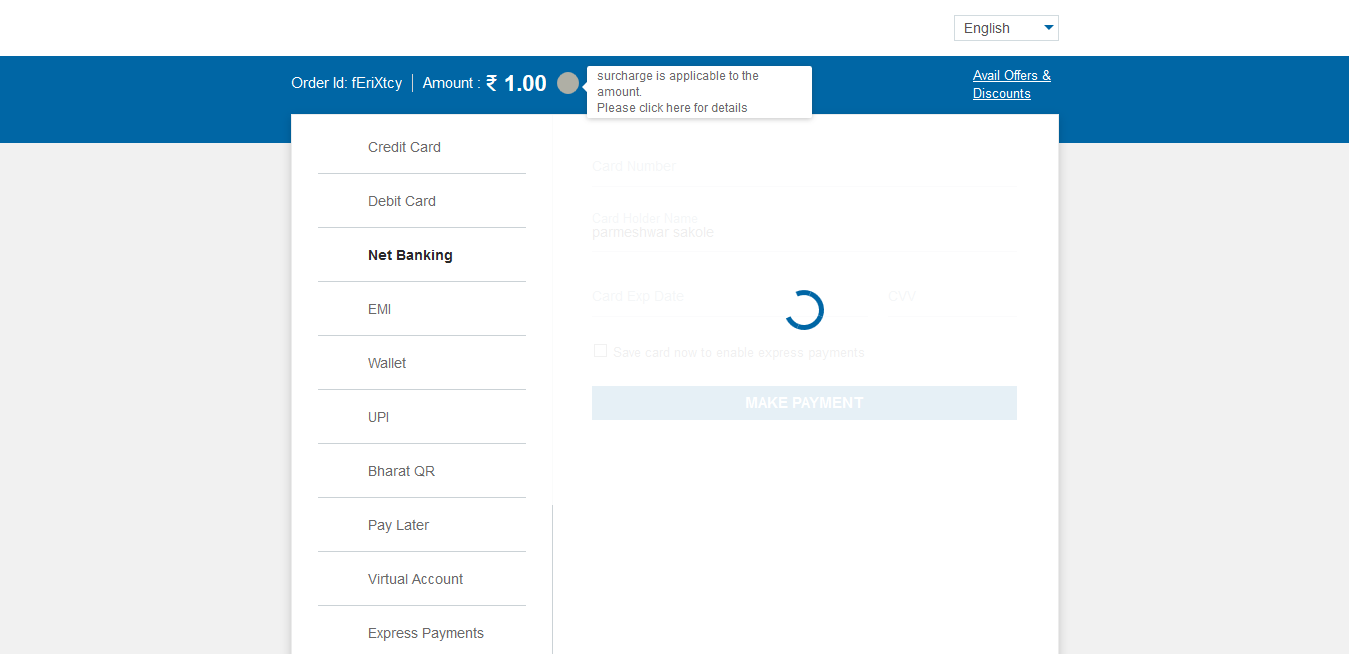 English
Order Id: fEriXtcy
Amount : ₹ 1.00
surcharge is applicable to the
amount.
Please click here for details
Avail Offers &
Discounts
Credit Card
Debit Card
Net Banking
EMI
Wallet
UPI
Bharat QR
Pay Later
Virtual Account
Express Payments
Card Number
Card Holder Name
parmeshwar sakole
Card Exp Date
CVV
Save card now to enable express payments
MAKE PAYMENT